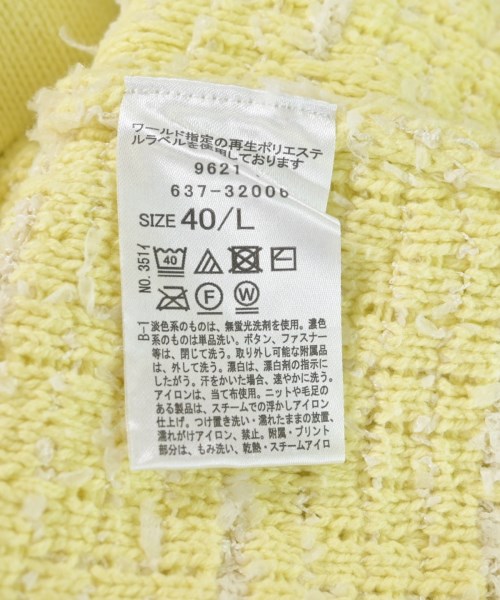 ワールド指定の再生ポリエステ
ルラベルを使用しております
9621
637-32006
SIZE 40/L
40
F W
NO. 351イ
B-1
淡色系のものは、無蛍光洗剤を使用。濃色
系のものは単品洗い。ボタン、ファスナー
等は、閉じて洗う。取り外し可能な附属品
は、外して洗う。漂白は、漂白剤の指示に
したがう。汗をかいた場合、速やかに洗う。
アイロンは、当て布使用。ニットや毛足の
ある製品は、スチームでの浮かしアイロン
仕上げ。つけ置き洗い・濡れたままの放置、
濡れがけアイロン、禁止。附属・プリント
部分は、もみ洗い、乾熱・スチームアイロ